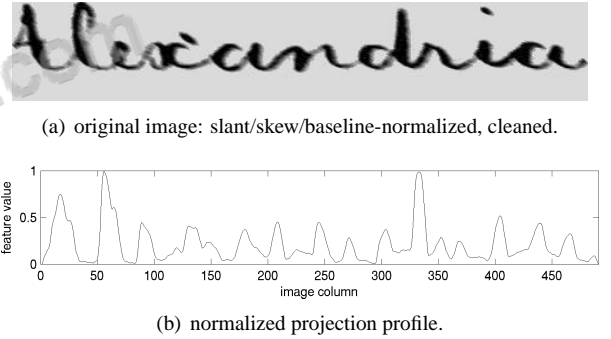 Alexandria
.com
(a) original image: slant/skew/baseline-normalized, cleaned.
1
0.5
0
feature value
0 50 100 150 200 250 300 350 400 450
image column
(b) normalized projection profile.